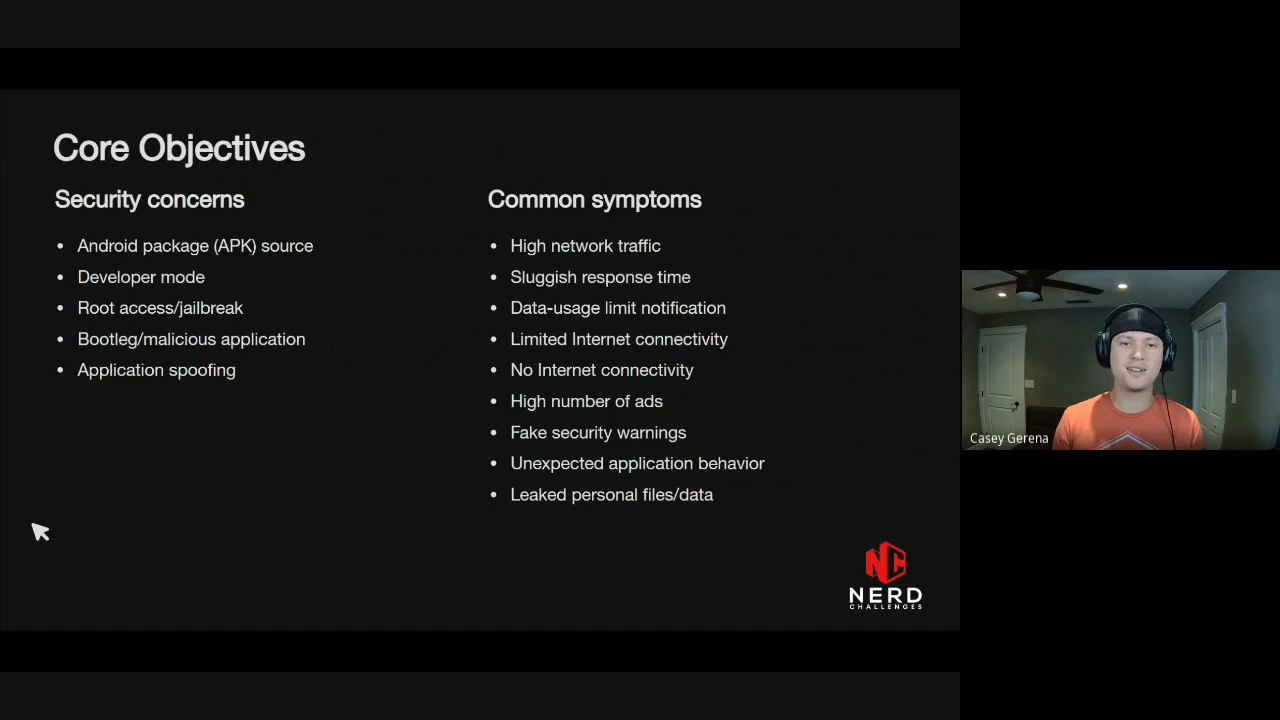 Core Objectives
Security concerns
• Android package (APK) source
• Developer mode
• Root access/jailbreak
• Bootleg/malicious application
• Application spoofing
Common symptoms
• High network traffic
• Sluggish response time
• Data-usage limit notification
• Limited Internet connectivity
• No Internet connectivity
• High number of ads
• Fake security warnings
• Unexpected application behavior
• Leaked personal files/data
NC
NERD
CHALLENGES
Casey Gerena